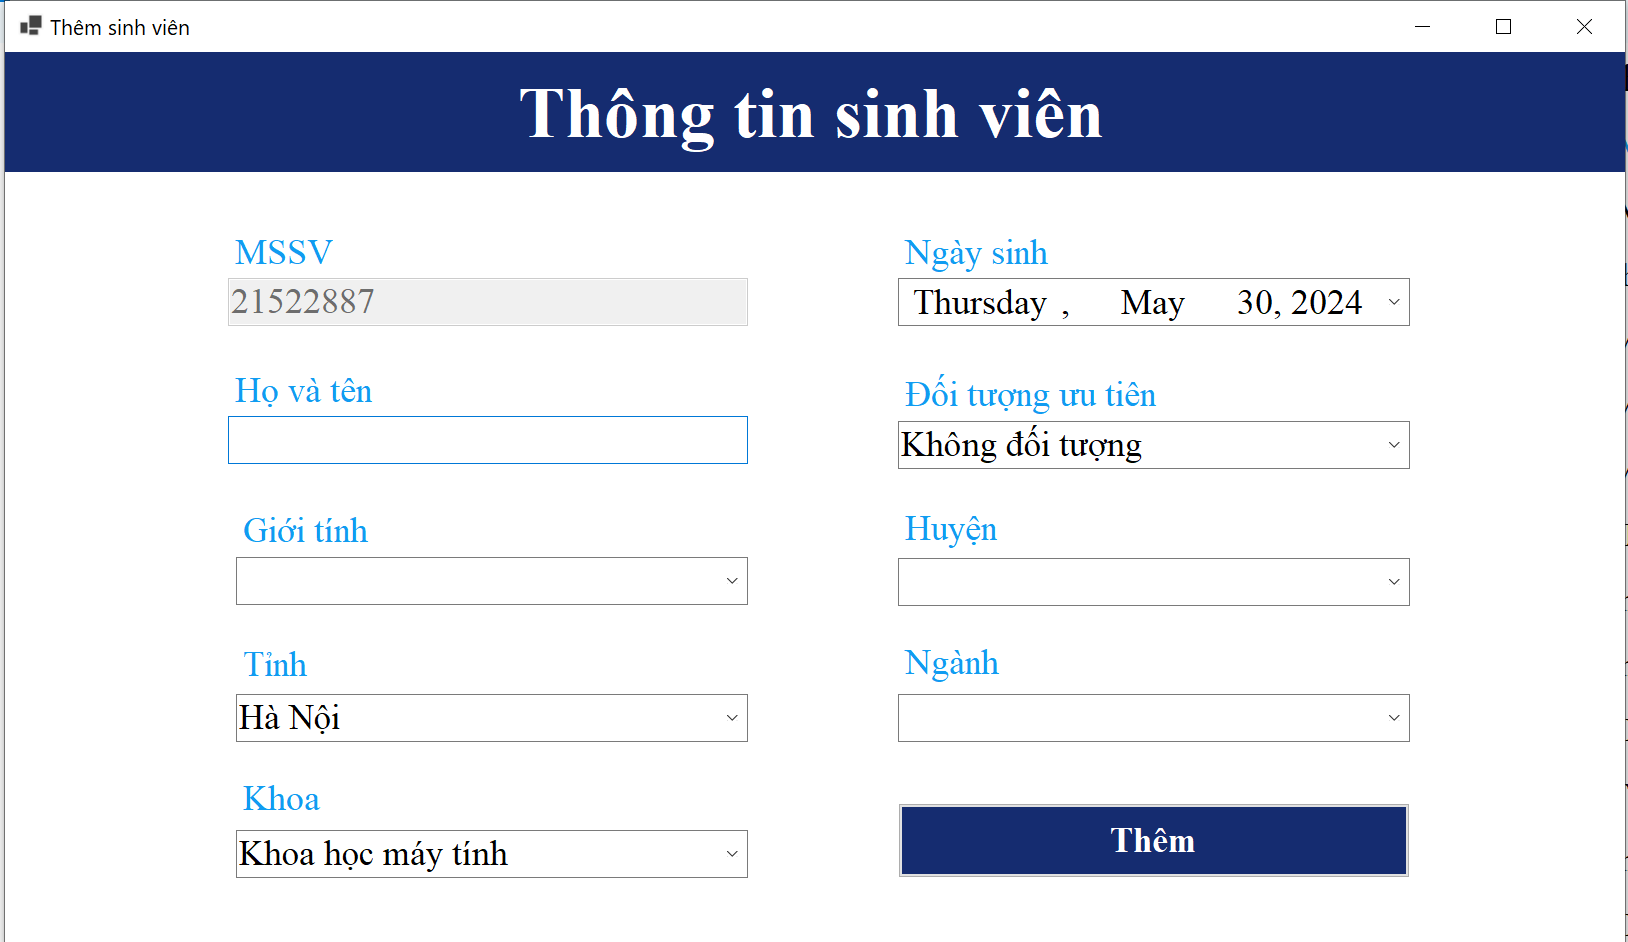 Thêm sinh viên
Thông tin sinh viên
MSSV
21522887
Ngày sinh
Thursday , May 30, 2024
Họ và tên
Đối tượng ưu tiên
Không đối tượng
Giới tính
Huyện
Tỉnh
Hà Nội
Ngành
Khoa
Khoa học máy tính
Thêm